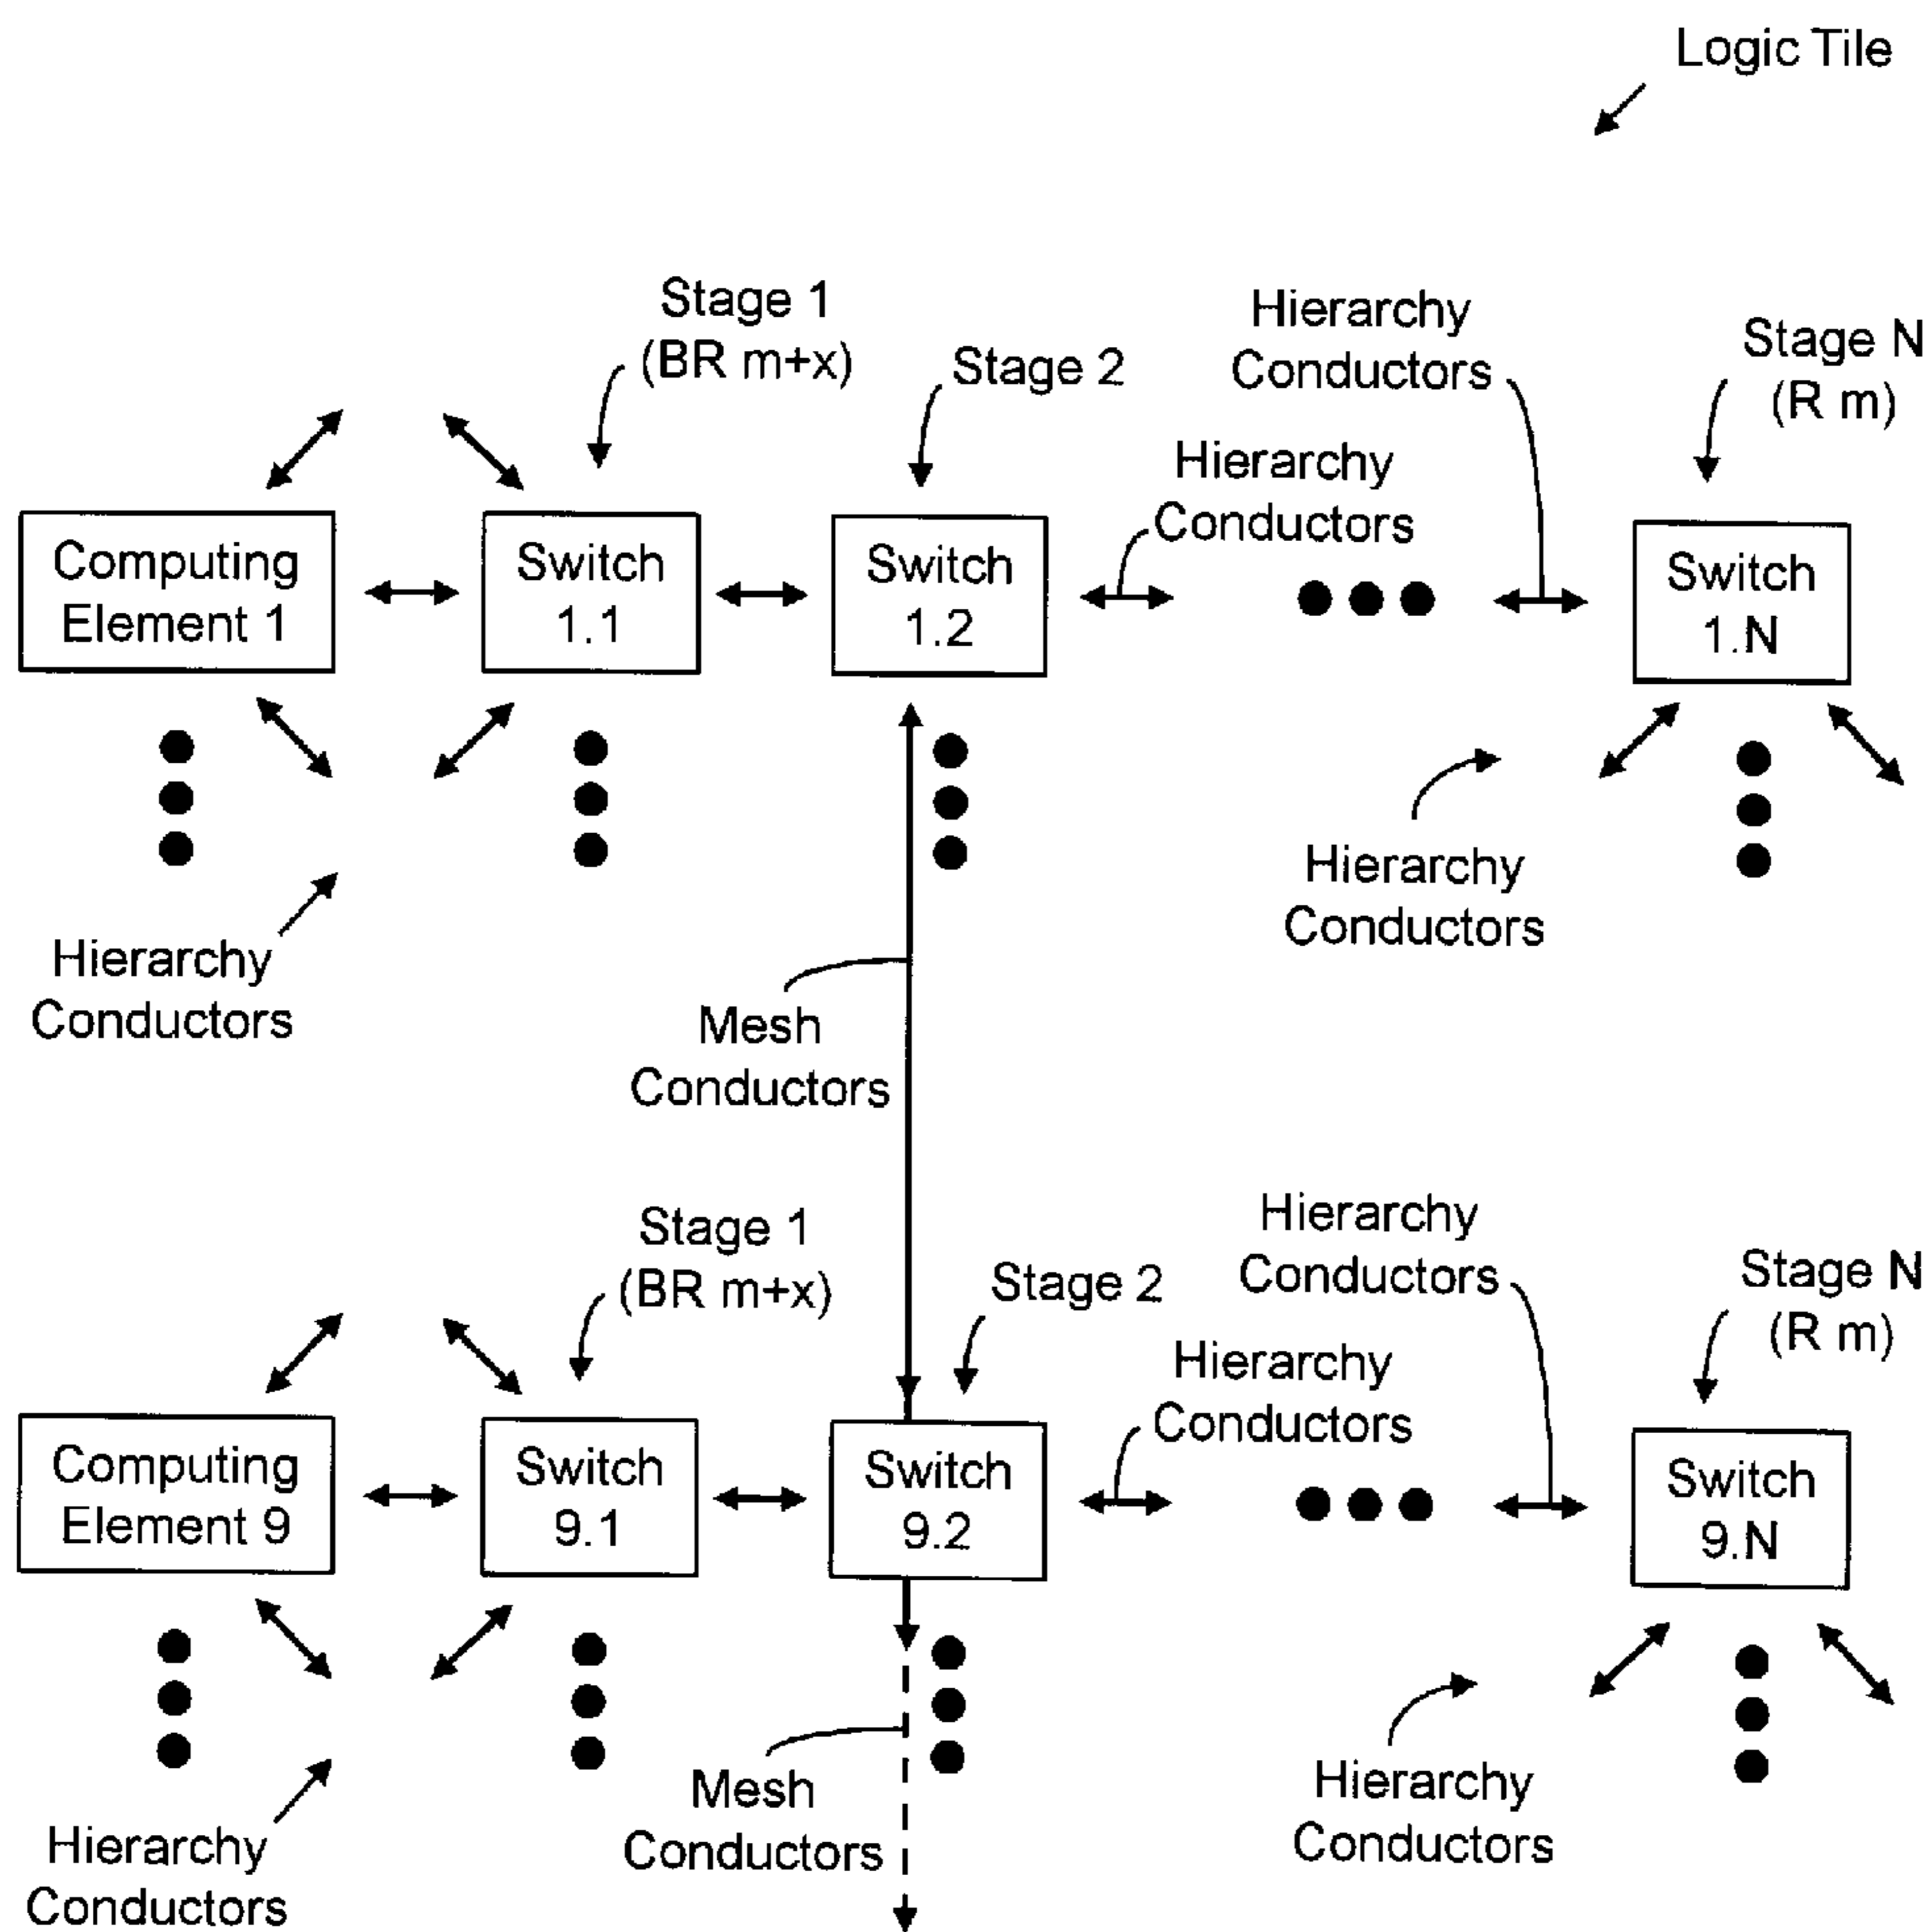 Logic Tile
Stage 1
(BR m+x)
Stage 2
Hierarchy
Conductors
Stage N
(R m)
Hierarchy
Conductors
Computing
Element 1
Switch
1.1
Switch
1.2
Switch
1.N
Hierarchy
Conductors
Hierarchy
Conductors
Mesh
Conductors
Stage 1
(BR m+x)
Stage 2
Hierarchy
Conductors
Stage N
(R m)
Hierarchy
Conductors
Computing
Element 9
Switch
9.1
Switch
9.2
Switch
9.N
Hierarchy
Conductors
Mesh
Conductors
Hierarchy
Conductors